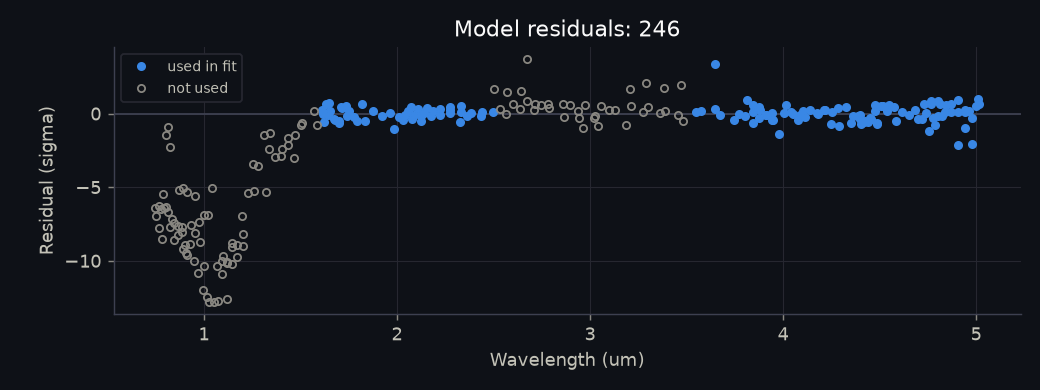 Model residuals: 246
used in fit
not used
Residual (sigma)
0
−5
−10
1 2 3 4 5
Wavelength (um)